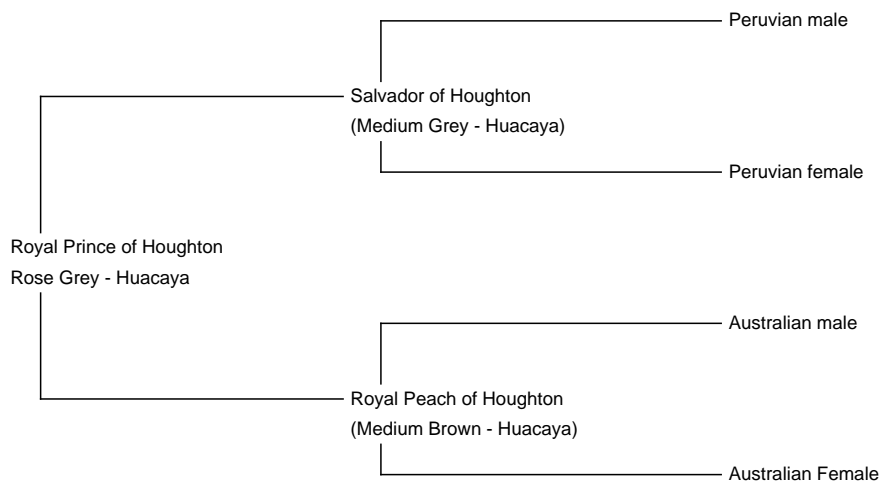 Peruvian male
Salvador of Houghton
(Medium Grey - Huacaya)
Peruvian female
Royal Prince of Houghton
Rose Grey - Huacaya
Australian male
Royal Peach of Houghton
(Medium Brown - Huacaya)
Australian Female